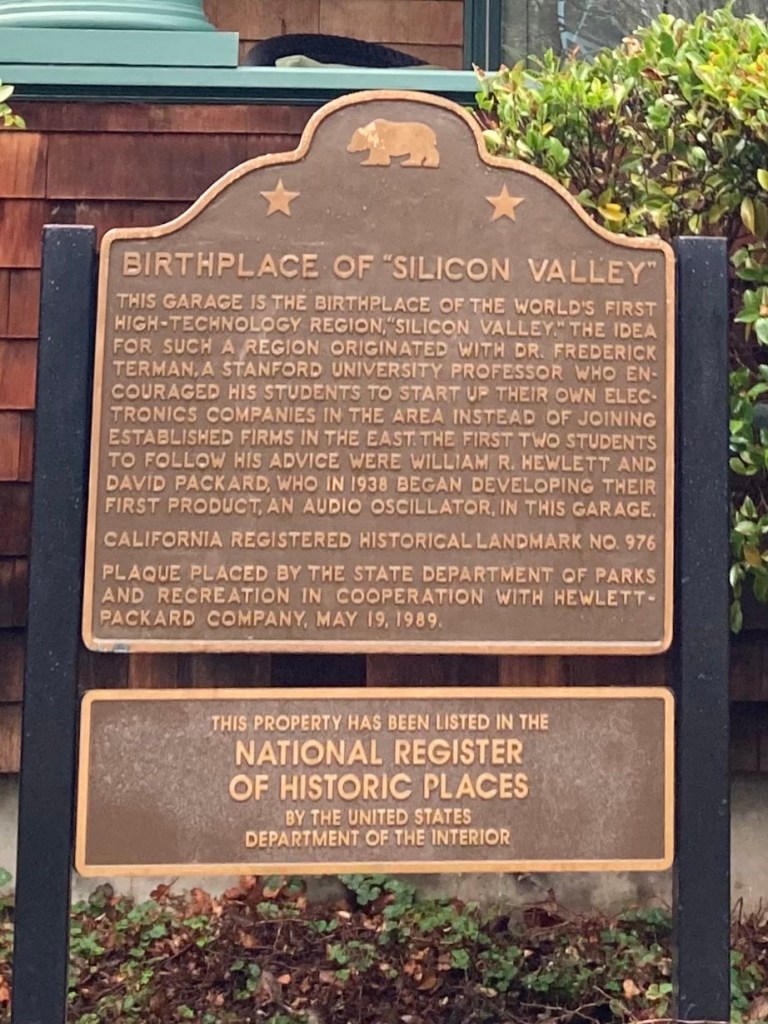 BIRTHPLACE OF "SILICON VALLEY"
THIS GARAGE IS THE BIRTHPLACE OF THE WORLD'S FIRST
HIGH-TECHNOLOGY REGION, "SILICON VALLEY." THE IDEA
FOR SUCH A REGION ORIGINATED WITH DR. FREDERICK
TERMAN, A STANFORD UNIVERSITY PROFESSOR WHO EN-
COURAGED HIS STUDENTS TO START UP THEIR OWN ELEC-
TRONICS COMPANIES IN THE AREA INSTEAD OF JOINING
ESTABLISHED FIRMS IN THE EAST. THE FIRST TWO STUDENTS
TO FOLLOW HIS ADVICE WERE WILLIAM R. HEWLETT AND
DAVID PACKARD, WHO IN 1938 BEGAN DEVELOPING THEIR
FIRST PRODUCT, AN AUDIO OSCILLATOR, IN THIS GARAGE.
CALIFORNIA REGISTERED HISTORICAL LANDMARK NO. 976
PLAQUE PLACED BY THE STATE DEPARTMENT OF PARKS
AND RECREATION IN COOPERATION WITH HEWLETT-
PACKARD COMPANY, MAY 19, 1989.
THIS PROPERTY HAS BEEN LISTED IN THE
NATIONAL REGISTER
OF HISTORIC PLACES
BY THE UNITED STATES
DEPARTMENT OF THE INTERIOR